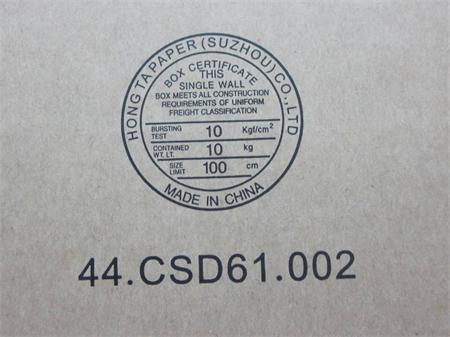 HONG TA PAPER (SUZHOU) CO.,LTD
BOX CERTIFICATE
THIS
SINGLE WALL
BOX MEETS ALL CONSTRUCTION
REQUIREMENTS OF UNIFORM
FREIGHT CLASSIFICATION
BURSTING TEST 10 Kgf/cm²
CONTAINED WT. LT. 10 kg
SIZE LIMIT 100 cm
MADE IN CHINA
44.CSD61.002